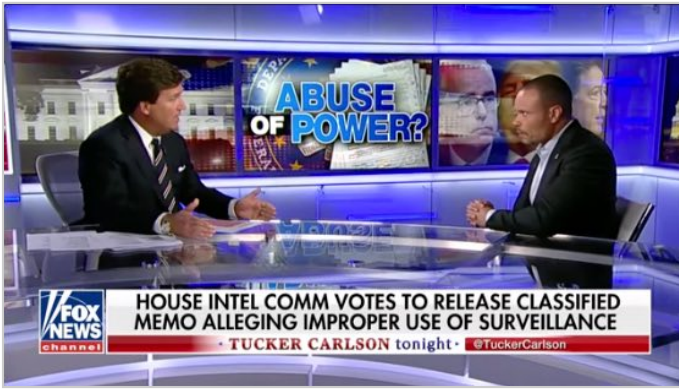 ABUSE
OF POWER?
HOUSE INTEL COMM VOTES TO RELEASE CLASSIFIED
MEMO ALLEGING IMPROPER USE OF SURVEILLANCE
FOX
NEWS
channel
· TUCKER CARLSON tonight · @TuckerCarlson